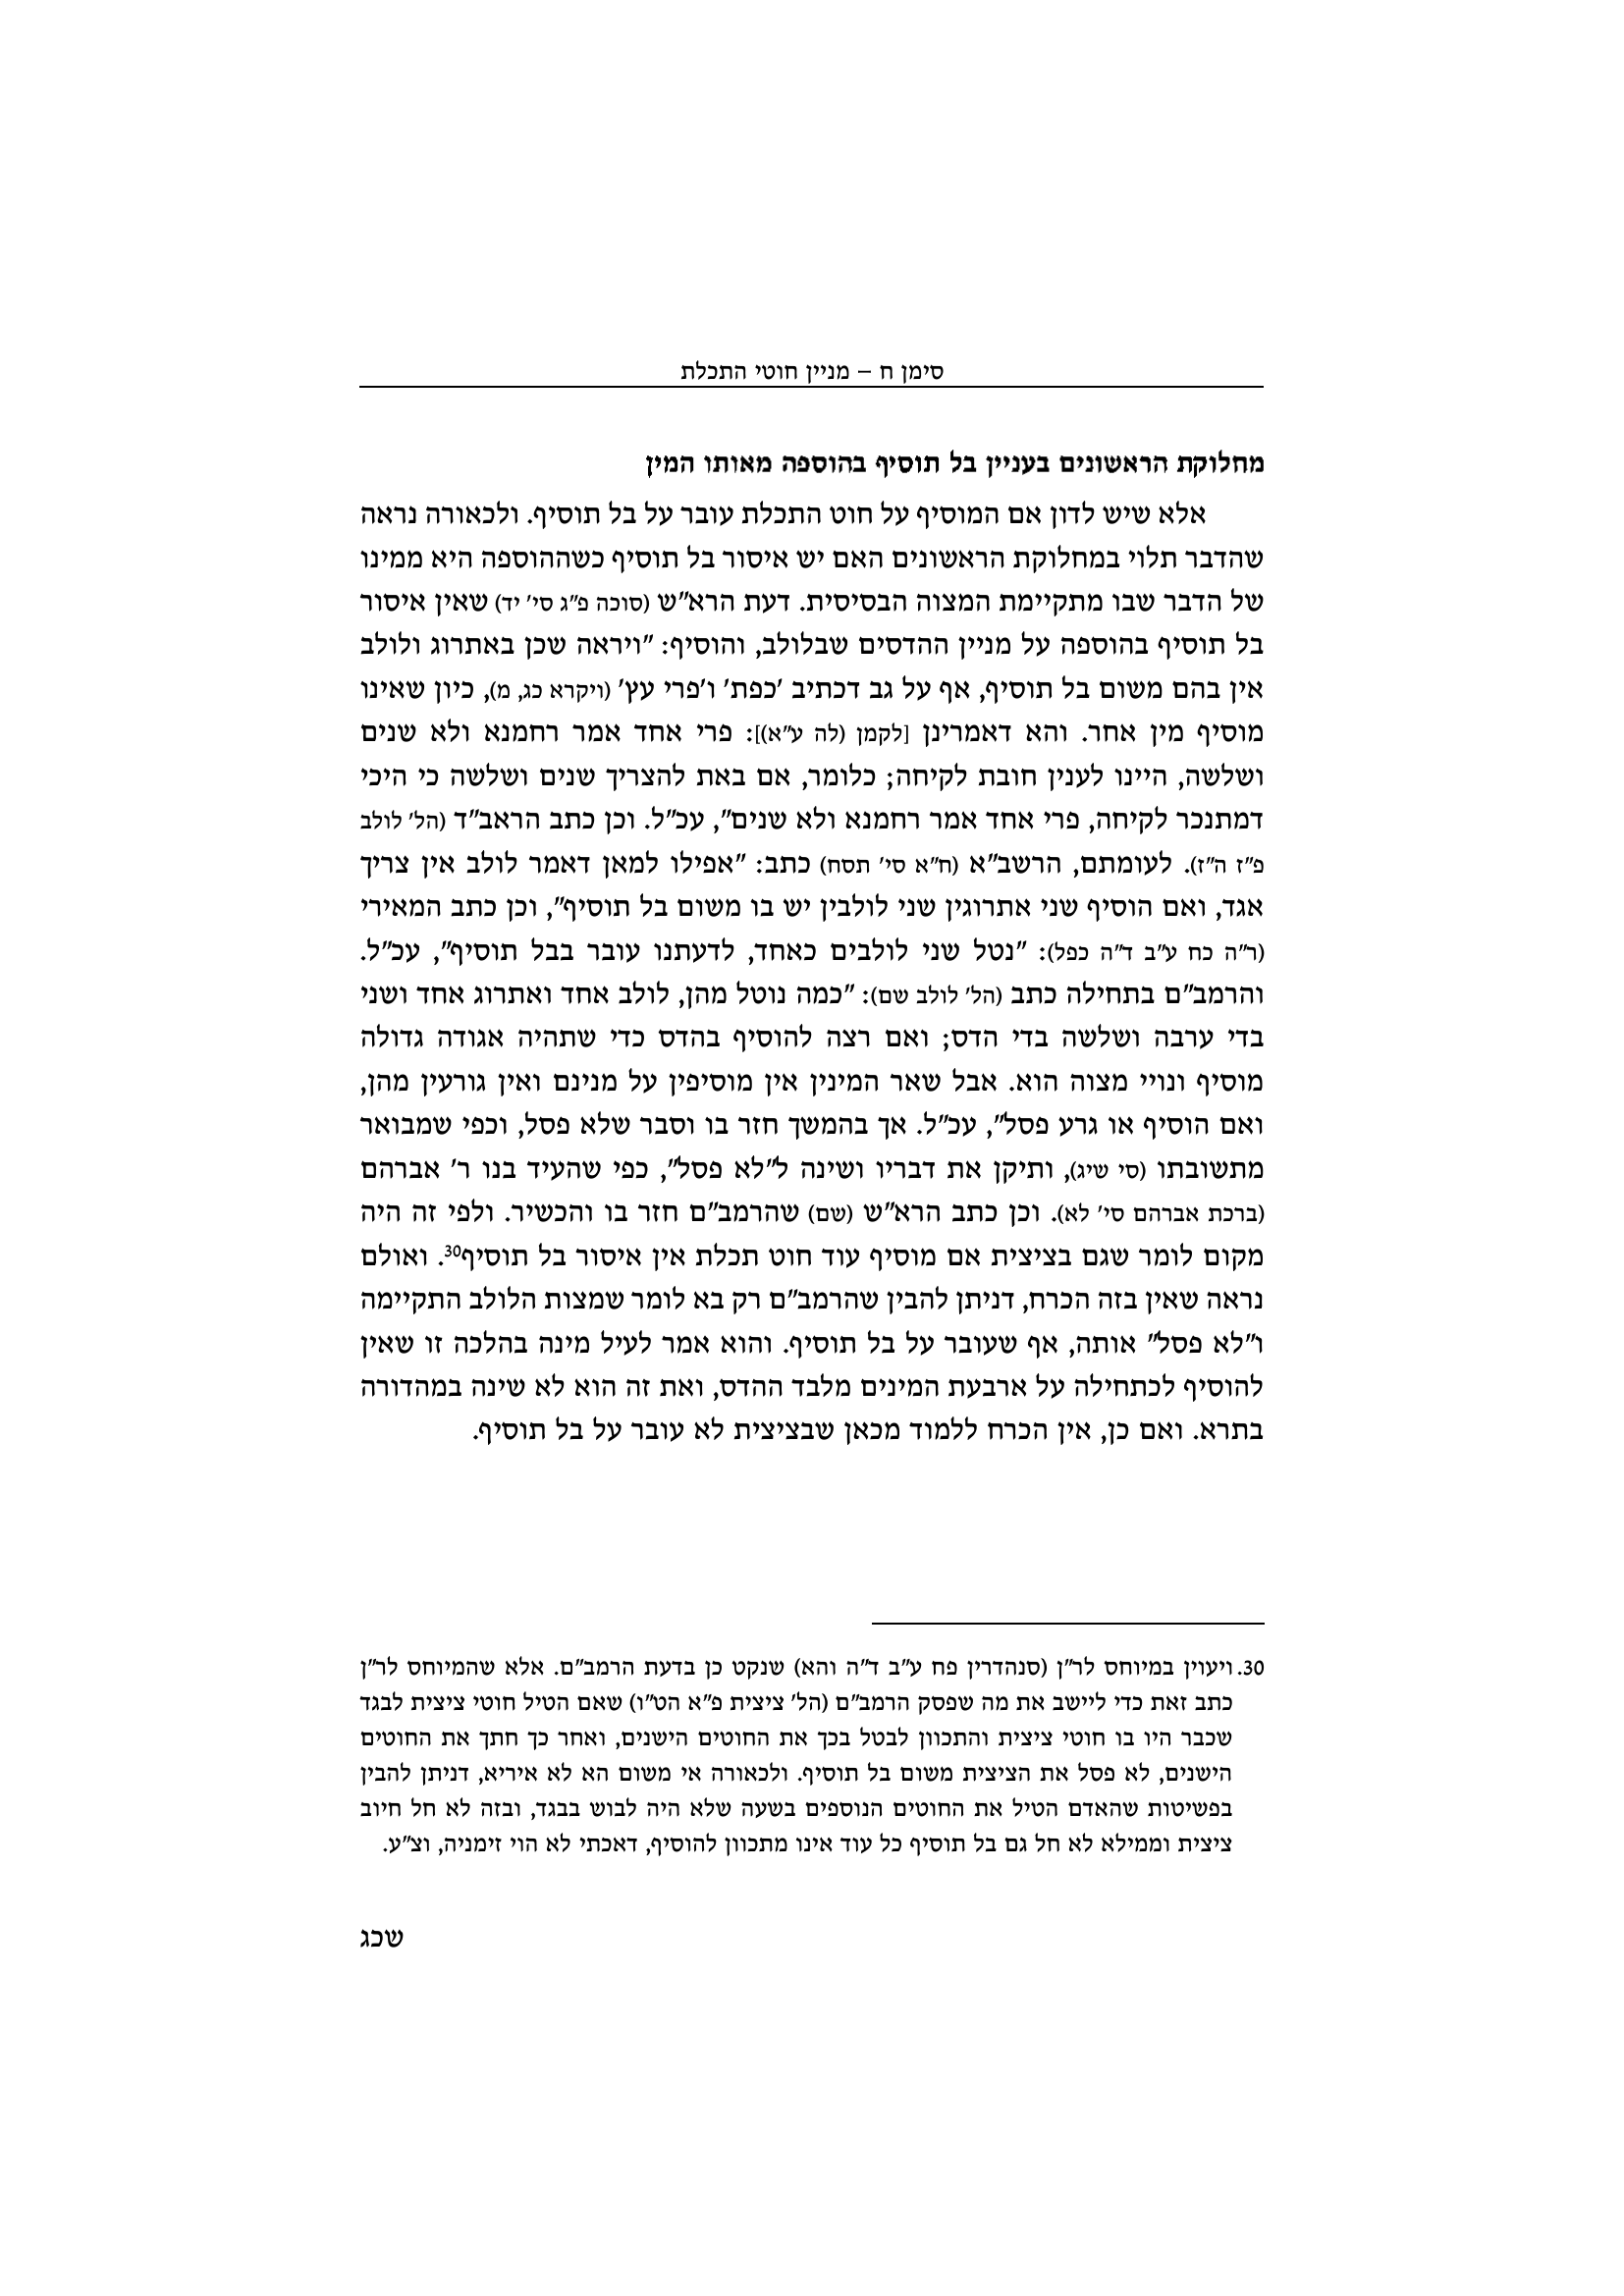 סימן ח – מניין חוטי התכלת
מחלוקת הראשונים בעניין בל תוסיף בהוספה מאותו המין
אלא שיש לדון אם המוסיף על חוט התכלת עובר על בל תוסיף. ולכאורה נראה
שהדבר תלוי במחלוקת הראשונים האם יש איסור בל תוסיף כשההוספה היא ממינו
של הדבר שבו מתקיימת המצוה הבסיסית. דעת הרא״ש (סוכה פ״ג סי׳ יד) שאין איסור
בל תוסיף בהוספה על מניין ההדסים שבלולב, והוסיף: ״ויראה שכן באתרוג ולולב
אין בהם משום בל תוסיף, אף על גב דכתיב ׳כפת׳ ו׳פרי עץ׳ (ויקרא כג, מ), כיון שאינו
מוסיף מין אחר. והא דאמרינן [לקמן (לה ע״א)]: פרי אחד אמר רחמנא ולא שנים
ושלשה, היינו לענין חובת לקיחה; כלומר, אם באת להצריך שנים ושלשה כי היכי
דמתנכר לקיחה, פרי אחד אמר רחמנא ולא שנים״, עכ״ל. וכן כתב הראב״ד (הל׳ לולב
פ״ז ה״ז). לעומתם, הרשב״א (ח״א סי׳ תסח) כתב: ״אפילו למאן דאמר לולב אין צריך
אגד, ואם הוסיף שני אתרוגין שני לולבין יש בו משום בל תוסיף״, וכן כתב המאירי
(ר״ה כח ע״ב ד״ה כפל): ״נטל שני לולבים כאחד, לדעתנו עובר בבל תוסיף״, עכ״ל.
והרמב״ם בתחילה כתב (הל׳ לולב שם): ״כמה נוטל מהן, לולב אחד ואתרוג אחד ושני
בדי ערבה ושלשה בדי הדס; ואם רצה להוסיף בהדס כדי שתהיה אגודה גדולה
מוסיף ונויי מצוה הוא. אבל שאר המינין אין מוסיפין על מנינם ואין גורעין מהן,
ואם הוסיף או גרע פסל״, עכ״ל. אך בהמשך חזר בו וסבר שלא פסל, וכפי שמבואר
מתשובתו (סי שיג), ותיקן את דבריו ושינה ל״לא פסל״, כפי שהעיד בנו ר׳ אברהם
(ברכת אברהם סי׳ לא). וכן כתב הרא״ש (שם) שהרמב״ם חזר בו והכשיר. ולפי זה היה
מקום לומר שגם בציצית אם מוסיף עוד חוט תכלת אין איסור בל תוסיף30. ואולם
נראה שאין בזה הכרח, דניתן להבין שהרמב״ם רק בא לומר שמצות הלולב התקיימה
ו״לא פסל״ אותה, אף שעובר על בל תוסיף. והוא אמר לעיל מינה בהלכה זו שאין
להוסיף לכתחילה על ארבעת המינים מלבד ההדס, ואת זה הוא לא שינה במהדורה
בתרא. ואם כן, אין הכרח ללמוד מכאן שבציצית לא עובר על בל תוסיף.
30. ויעוין במיוחס לר״ן (סנהדרין פח ע״ב ד״ה והא) שנקט כן בדעת הרמב״ם. אלא שהמיוחס לר״ן
כתב זאת כדי ליישב את מה שפסק הרמב״ם (הל׳ ציצית פ״א הט״ו) שאם הטיל חוטי ציצית לבגד
שכבר היו בו חוטי ציצית והתכוון לבטל בכך את החוטים הישנים, ואחר כך חתך את החוטים
הישנים, לא פסל את הציצית משום בל תוסיף. ולכאורה אי משום הא לא איריא, דניתן להבין
בפשיטות שהאדם הטיל את החוטים הנוספים בשעה שלא היה לבוש בבגד, ובזה לא חל חיוב
ציצית וממילא לא חל גם בל תוסיף כל עוד אינו מתכוון להוסיף, דאכתי לא הוי זימניה, וצ״ע.
שכג